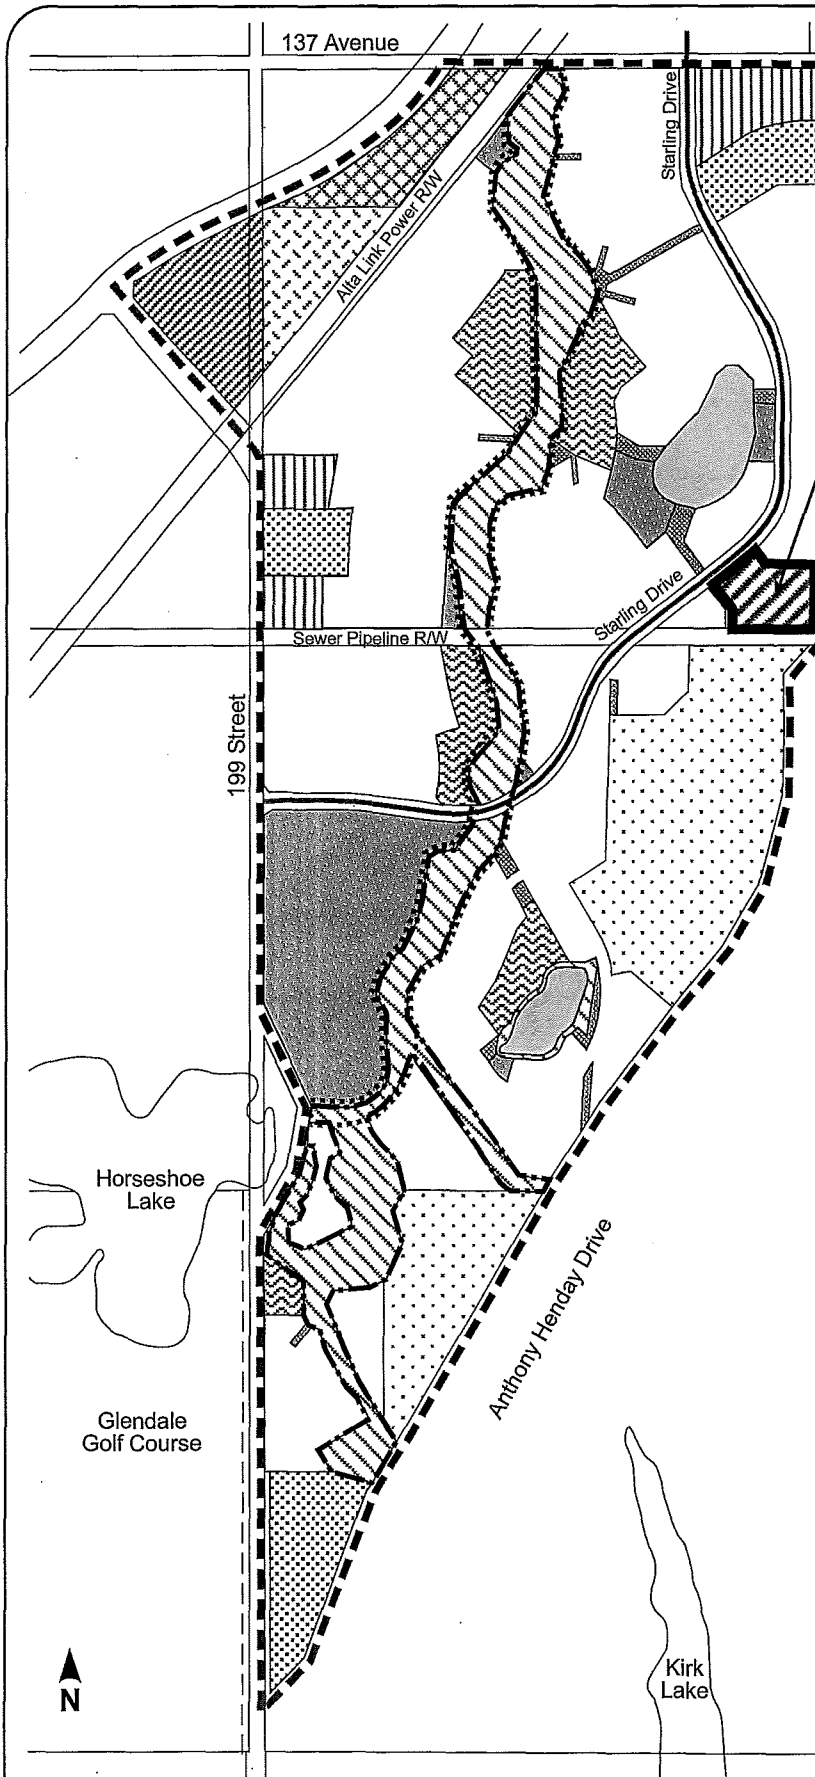 137 Avenue
Starling Drive
Alta Link Power R/W
Starling Drive
Sewer Pipeline R/W
199 Street
Horseshoe
Lake
Anthony Henday Drive
Glendale
Golf Course
Kirk
Lake
N